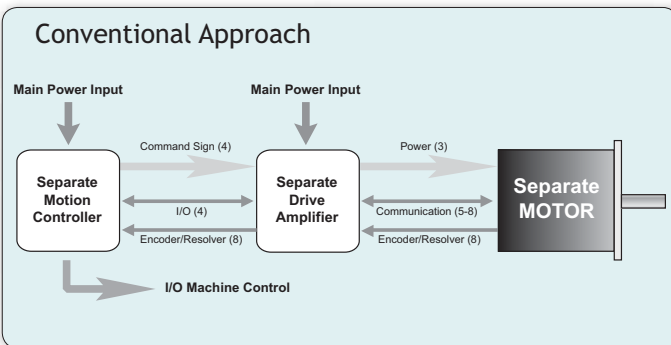 Conventional Approach
Main Power Input
Main Power Input
Command Sign (4)
Power (3)
Separate
Motion
Controller
I/O (4)
Encoder/Resolver (8)
Separate
Drive
Amplifier
Communication (5-8)
Encoder/Resolver (8)
Separate
MOTOR
I/O Machine Control